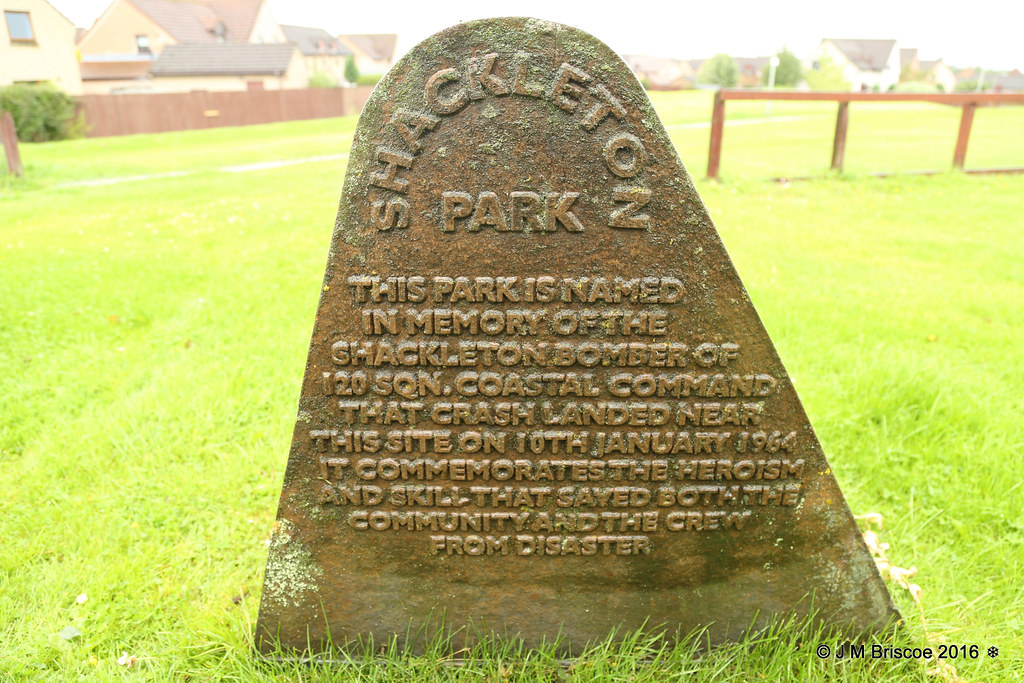 SHACKLETON
PARK
THIS PARK IS NAMED
IN MEMORY OF THE
SHACKLETON BOMBER OF
120 SQN. COASTAL COMMAND
THAT CRASH LANDED NEAR
THIS SITE ON 10TH JANUARY 1964
IT COMMEMORATES THE HEROISM
AND SKILL THAT SAVED BOTH THE
COMMUNITY AND THE CREW
FROM DISASTER
© J M Briscoe 2016 ❄